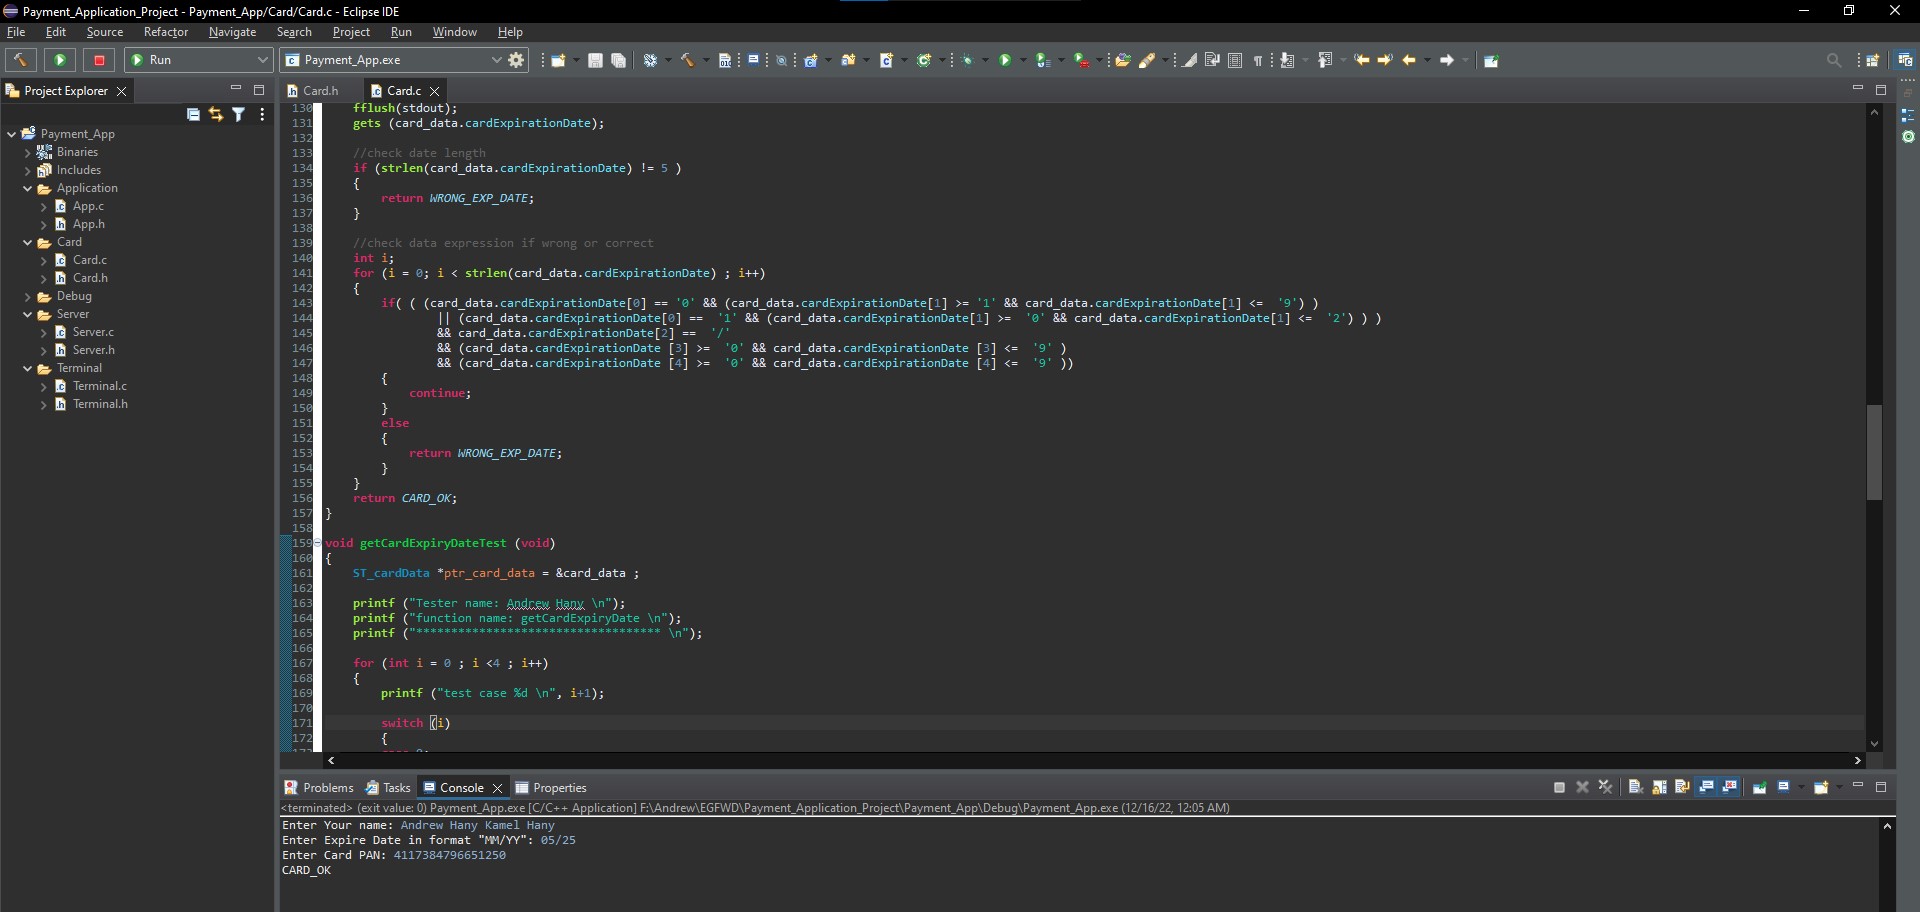 Payment_Application_Project - Payment_App/Card/Card.c - Eclipse IDE
File Edit Source Refactor Navigate Search Project Run Window Help
Run
Payment_App.exe
Project Explorer
Payment_App
Binaries
Includes
Application
App.c
App.h
Card
Card.c
Card.h
Debug
Server
Server.c
Server.h
Terminal
Terminal.c
Terminal.h
Card.h Card.c
130 fflush(stdout);
131 gets (card_data.cardExpirationDate);
132
133 //check date length
134 if (strlen(card_data.cardExpirationDate) != 5 )
135 {
136 return WRONG_EXP_DATE;
137 }
138
139 //check data expression if wrong or correct
140 int i;
141 for (i = 0; i < strlen(card_data.cardExpirationDate) ; i++)
142 {
143 if( ( (card_data.cardExpirationDate[0] == '0' && (card_data.cardExpirationDate[1] >= '1' && card_data.cardExpirationDate[1] <= '9') )
144 || (card_data.cardExpirationDate[0] == '1' && (card_data.cardExpirationDate[1] >= '0' && card_data.cardExpirationDate[1] <= '2') ) )
145 && card_data.cardExpirationDate[2] == '/'
146 && (card_data.cardExpirationDate [3] >= '0' && card_data.cardExpirationDate [3] <= '9' )
147 && (card_data.cardExpirationDate [4] >= '0' && card_data.cardExpirationDate [4] <= '9' ))
148 {
149 continue;
150 }
151 else
152 {
153 return WRONG_EXP_DATE;
154 }
155 }
156 return CARD_OK;
157 }
158
159 void getCardExpiryDateTest (void)
160 {
161 ST_cardData *ptr_card_data = &card_data ;
162
163 printf ("Tester name: Andrew Hany \n");
164 printf ("function name: getCardExpiryDate \n");
165 printf ("*********************************** \n");
166
167 for (int i = 0 ; i <4 ; i++)
168 {
169 printf ("test case %d \n", i+1);
170
171 switch (i)
172 {
Problems Tasks Console Properties
<terminated> (exit value: 0) Payment_App.exe [C/C++ Application] F:\Andrew\EGFWD\Payment_Application_Project\Payment_App\Debug\Payment_App.exe (12/16/22, 12:05 AM)
Enter Your name: Andrew Hany Kamel Hany
Enter Expire Date in format "MM/YY": 05/25
Enter Card PAN: 4117384796651250
CARD_OK